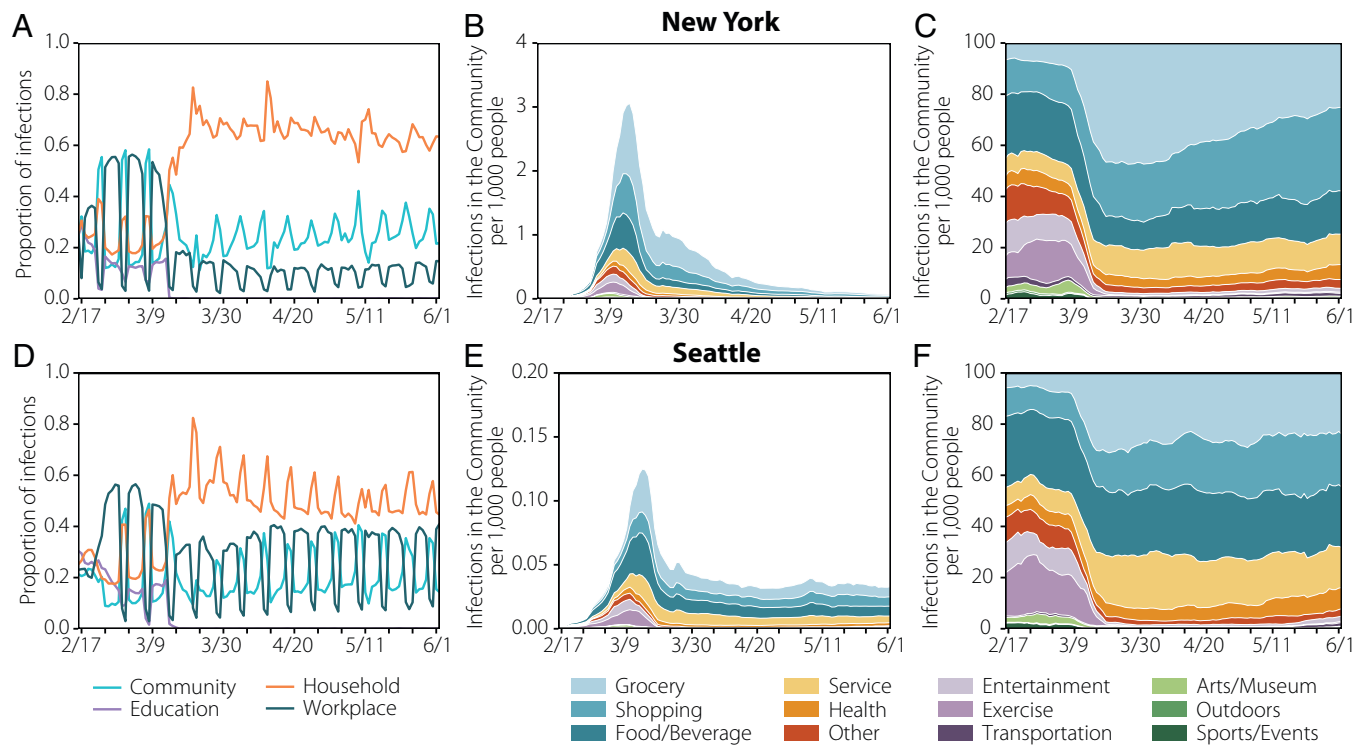 New York
A
B
C
Proportion of infections
1.0
0.8
0.6
0.4
0.2
0.0
2/17
3/9
3/30
4/20
5/11
6/1
Infections in the Community
per 1,000 people
4
3
2
1
0
2/17
3/9
3/30
4/20
5/11
6/1
Infections in the Community
per 1,000 people
100
80
60
40
20
0
2/17
3/9
3/30
4/20
5/11
6/1
Seattle
D
E
F
Proportion of infections
1.0
0.8
0.6
0.4
0.2
0.0
2/17
3/9
3/30
4/20
5/11
6/1
Infections in the Community
per 1,000 people
0.20
0.15
0.10
0.05
0.00
2/17
3/9
3/30
4/20
5/11
6/1
Infections in the Community
per 1,000 people
100
80
60
40
20
0
2/17
3/9
3/30
4/20
5/11
6/1
Community
Household
Education
Workplace
Grocery
Service
Entertainment
Arts/Museum
Shopping
Health
Exercise
Outdoors
Food/Beverage
Other
Transportation
Sports/Events